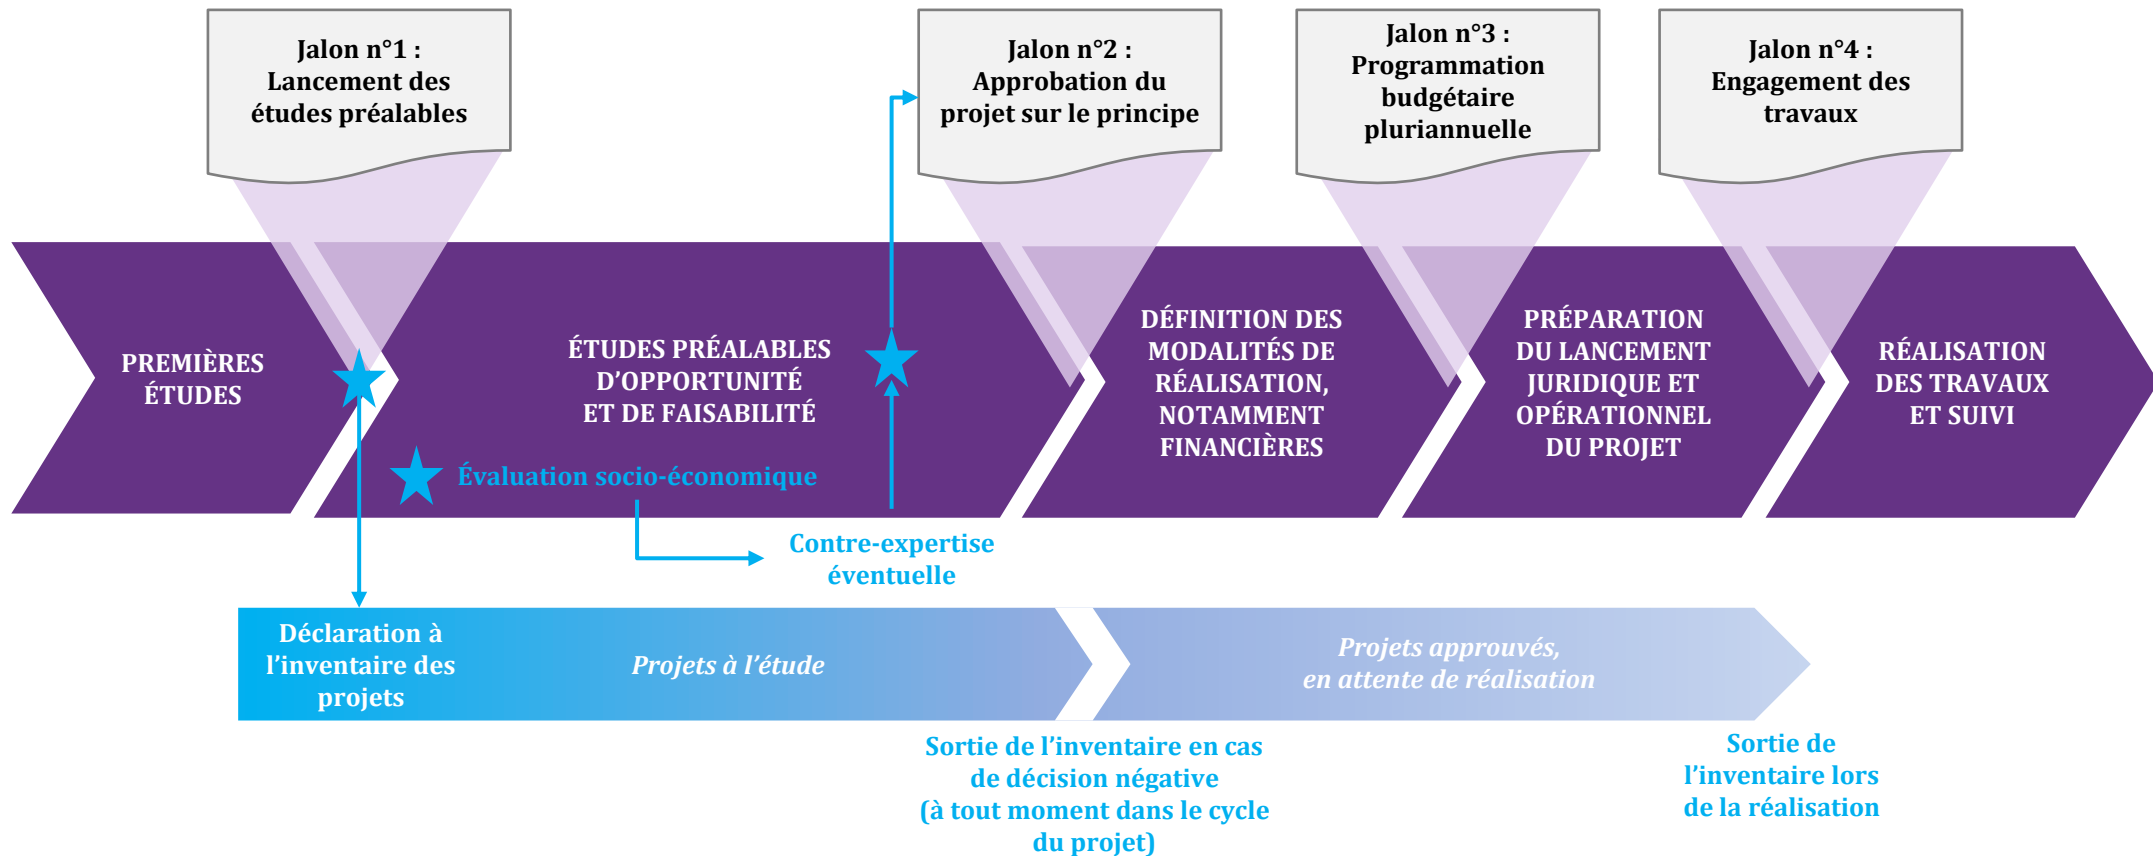 Jalon n°1 :
Lancement des
études préalables
Jalon n°2 :
Approbation du
projet sur le principe
Jalon n°3 :
Programmation
budgétaire
pluriannuelle
Jalon n°4 :
Engagement des
travaux
PREMIÈRES
ÉTUDES
ÉTUDES PRÉALABLES
D’OPPORTUNITÉ
ET DE FAISABILITÉ
Évaluation socio-économique
DÉFINITION DES
MODALITÉS DE
RÉALISATION,
NOTAMMENT
FINANCIÈRES
PRÉPARATION
DU LANCEMENT
JURIDIQUE ET
OPÉRATIONNEL
DU PROJET
RÉALISATION
DES TRAVAUX
ET SUIVI
Contre-expertise
éventuelle
Déclaration à
l’inventaire des
projets
Projets à l’étude
Projets approuvés,
en attente de réalisation
Sortie de l’inventaire en cas
de décision négative
(à tout moment dans le cycle
du projet)
Sortie de
l’inventaire lors
de la réalisation